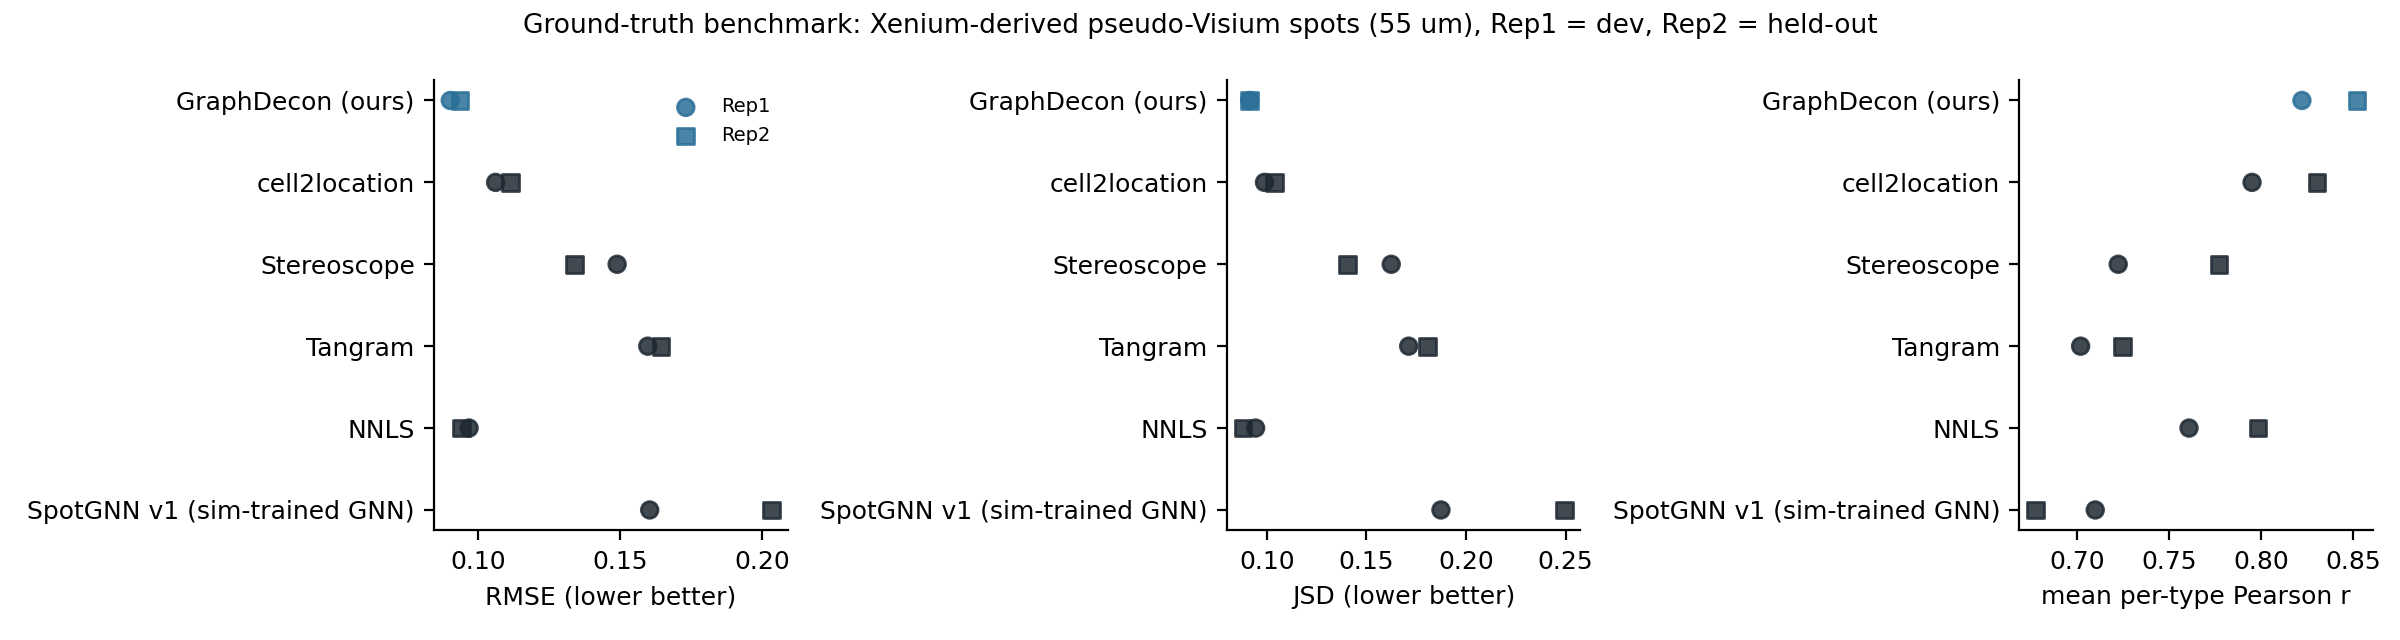 Ground-truth benchmark: Xenium-derived pseudo-Visium spots (55 um), Rep1 = dev, Rep2 = held-out
GraphDecon (ours)
cell2location
Stereoscope
Tangram
NNLS
SpotGNN v1 (sim-trained GNN)
Rep1
Rep2
0.10 0.15 0.20
RMSE (lower better)
GraphDecon (ours)
cell2location
Stereoscope
Tangram
NNLS
SpotGNN v1 (sim-trained GNN)
0.10 0.15 0.20 0.25
JSD (lower better)
GraphDecon (ours)
cell2location
Stereoscope
Tangram
NNLS
SpotGNN v1 (sim-trained GNN)
0.70 0.75 0.80 0.85
mean per-type Pearson r